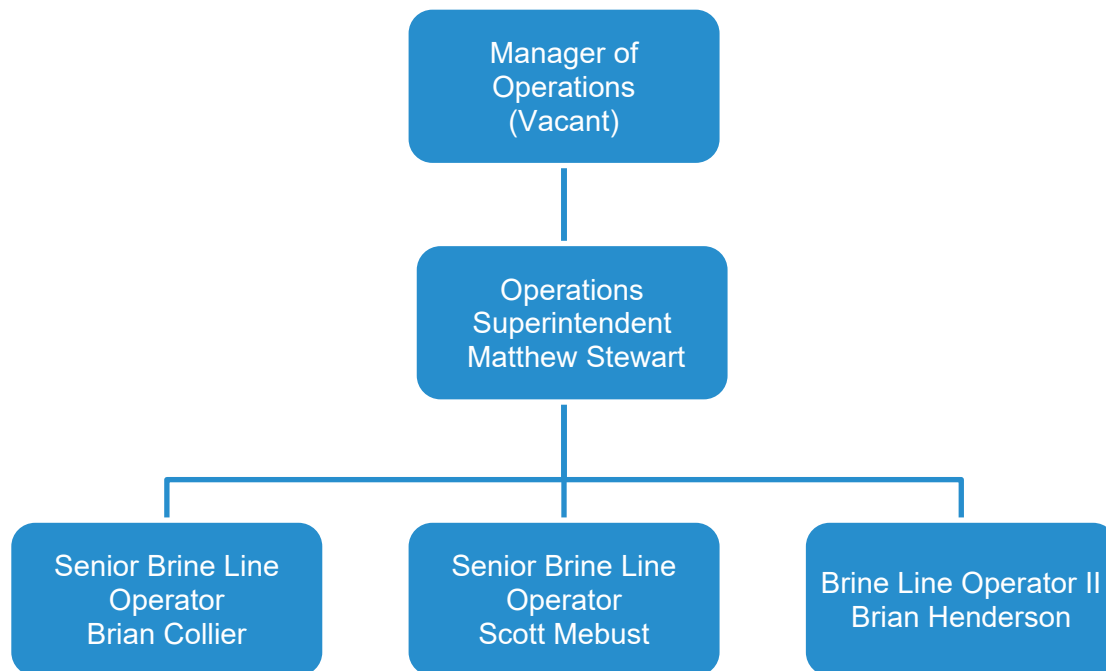 Manager of
Operations
(Vacant)
Operations
Superintendent
Matthew Stewart
Senior Brine Line
Operator
Brian Collier
Senior Brine Line
Operator
Scott Mebust
Brine Line Operator II
Brian Henderson